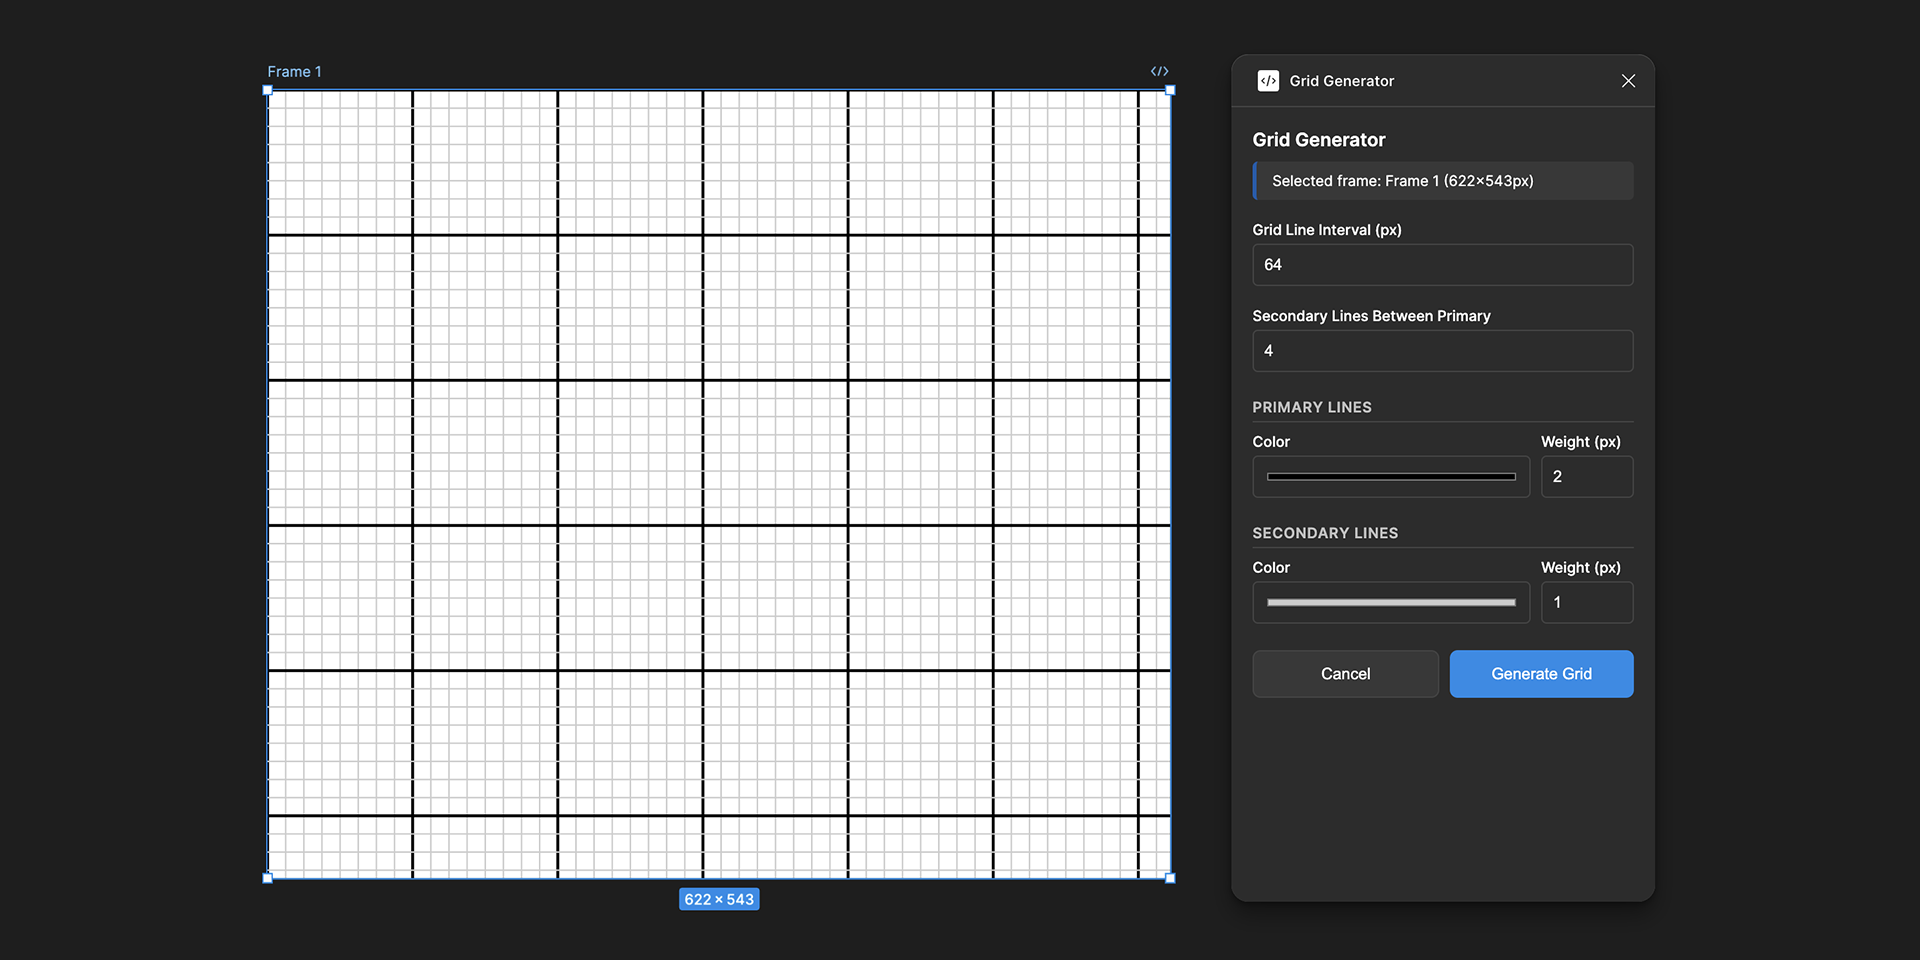 Frame 1
</>
622 × 543
</> Grid Generator
Grid Generator
Selected frame: Frame 1 (622×543px)
Grid Line Interval (px)
64
Secondary Lines Between Primary
4
PRIMARY LINES
Color Weight (px)
2
SECONDARY LINES
Color Weight (px)
1
Cancel Generate Grid